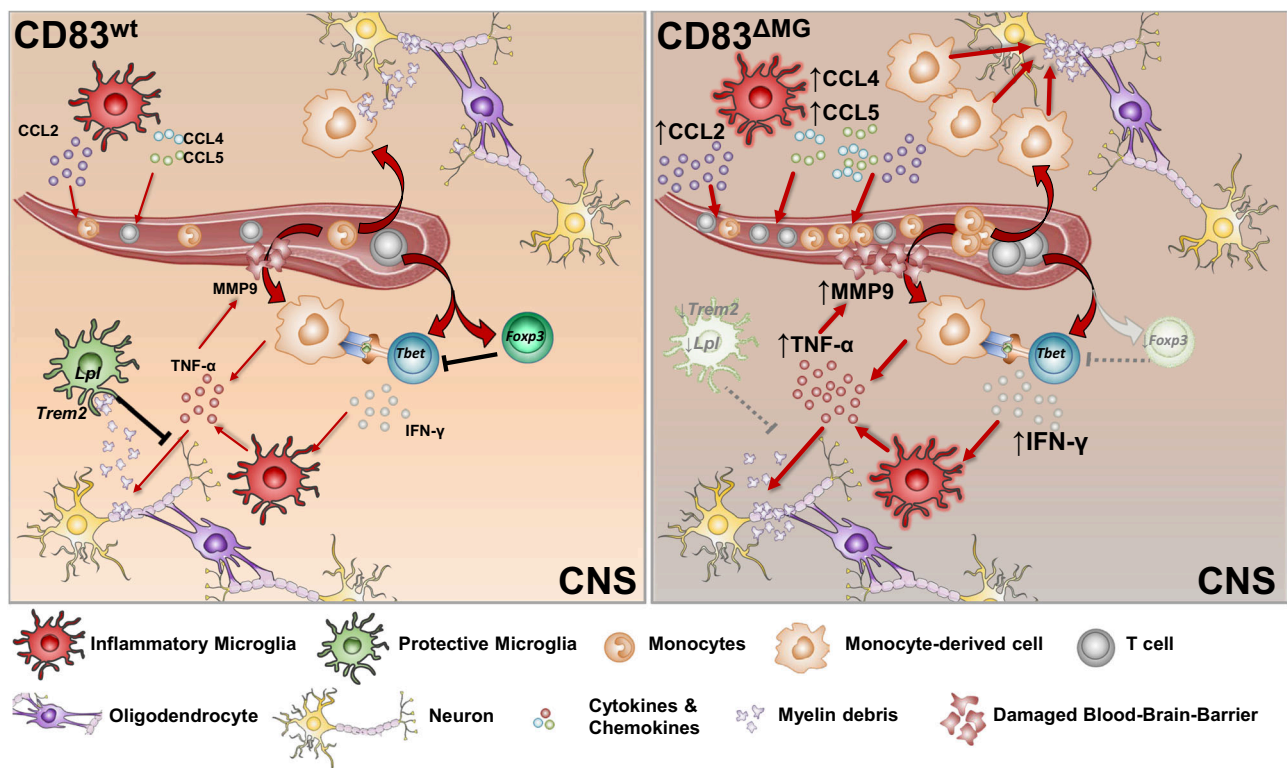 CD83wt
CCL2
CCL4
CCL5
MMP9
Foxp3
Tbet
Lpl
TNF-α
Trem2
IFN-γ
CNS
CD83ΔMG
↑CCL4
↑CCL5
↑CCL2
↑MMP9
↓Trem2
↓Lpl
↑TNF-α
Tbet
↓Foxp3
↑IFN-γ
CNS
Inflammatory Microglia
Protective Microglia
Monocytes
Monocyte-derived cell
T cell
Oligodendrocyte
Neuron
Cytokines &
Chemokines
Myelin debris
Damaged Blood-Brain-Barrier